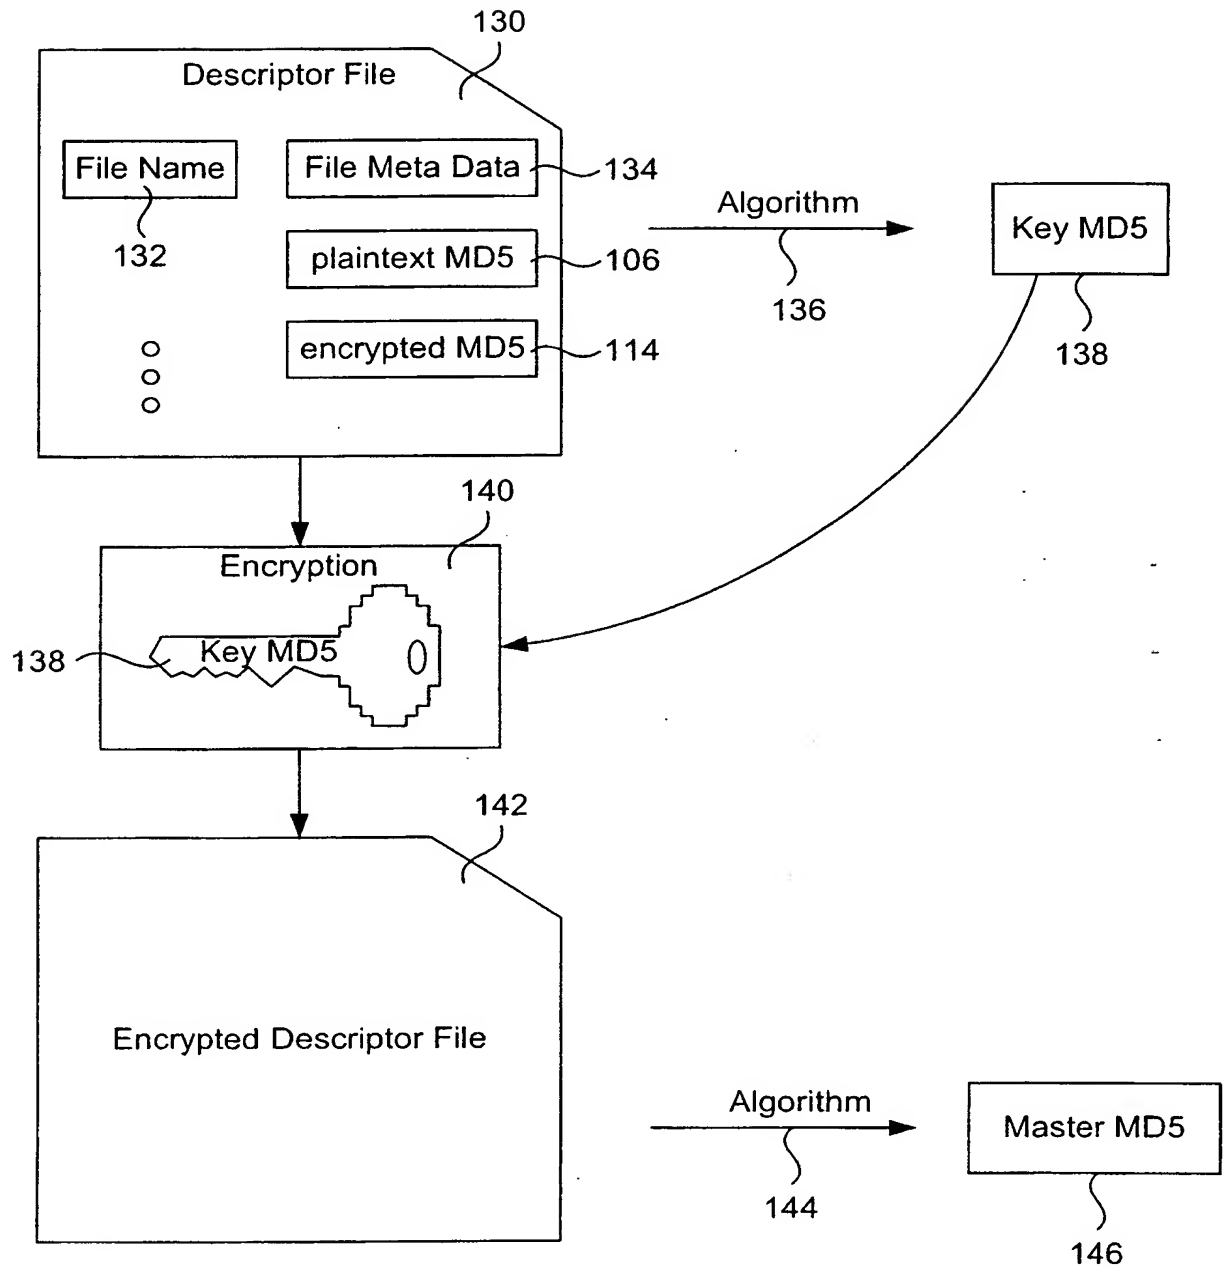 130
Descriptor File
File Name
132
File Meta Data
134
plaintext MD5
106
encrypted MD5
114
Algorithm
136
Key MD5
138
140
Encryption
Key MD5
138
142
Encrypted Descriptor File
Algorithm
144
Master MD5
146